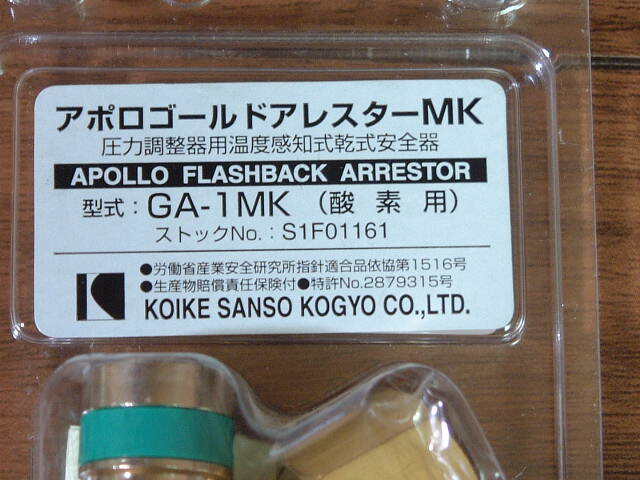 アポロゴールドアレスターMK
圧力調整器用温度感知式乾式安全器
APOLLO FLASHBACK ARRESTOR
型式：GA-1MK（酸素用）
ストックNo.：S1F01161
●労働省産業安全研究所指針適合品依協第1516号
●生産物賠償責任保険付●特許No.2879315号
KOIKE SANSO KOGYO CO.,LTD.